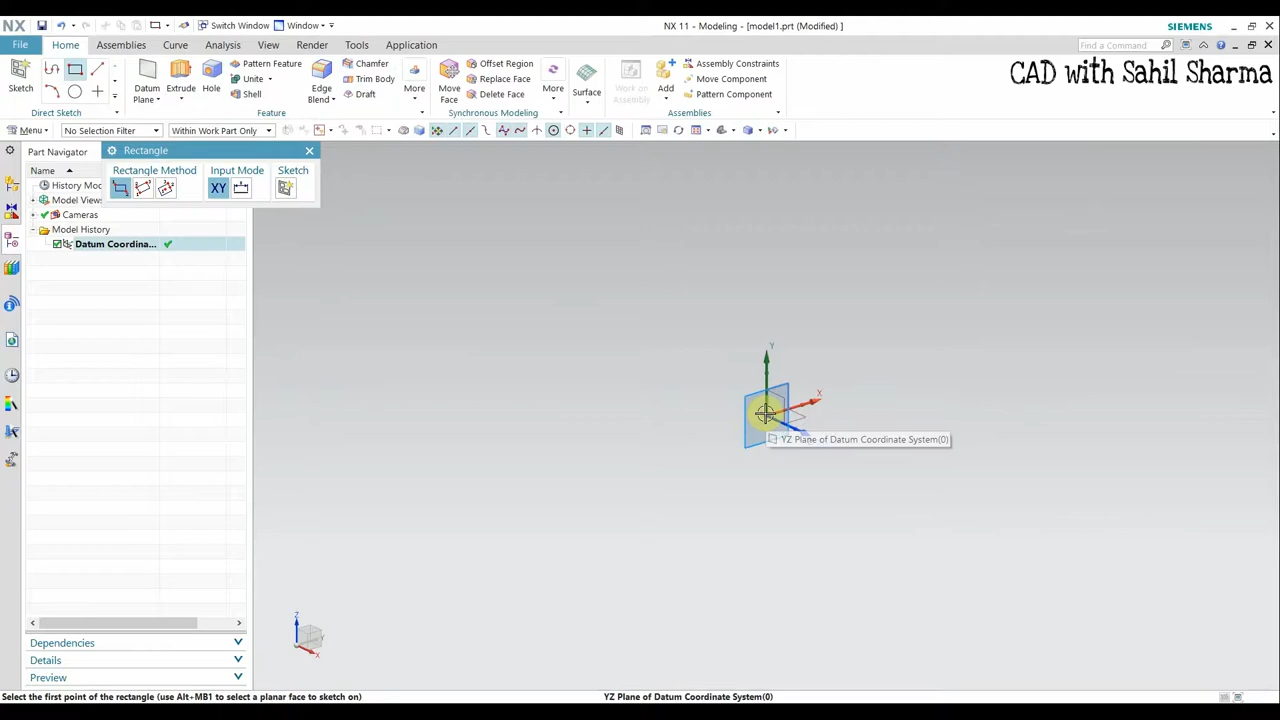 NX
Switch Window
Window
NX 11 - Modeling - [model1.prt (Modified) ]
SIEMENS
File
Home
Assemblies
Curve
Analysis
View
Render
Tools
Application
Find a Command
CAD with Sahil Sharma
Sketch
Direct Sketch
Datum
Plane
Extrude
Hole
Pattern Feature
Unite
Shell
Edge
Blend
Chamfer
Trim Body
Draft
More
Feature
Move
Face
Offset Region
Replace Face
Delete Face
More
Synchronous Modeling
Surface
Work on
Assembly
Add
Assembly Constraints
Move Component
Pattern Component
Assemblies
Menu
No Selection Filter
Within Work Part Only
Part Navigator
Name
History Mod
Model Views
Cameras
Model History
Datum Coordina...
Rectangle
Rectangle Method
Input Mode
Sketch
XY
Y
X
YZ Plane of Datum Coordinate System(0)
Z
Y
X
Dependencies
Details
Preview
Select the first point of the rectangle (use Alt+MB1 to select a planar face to sketch on)
YZ Plane of Datum Coordinate System(0)